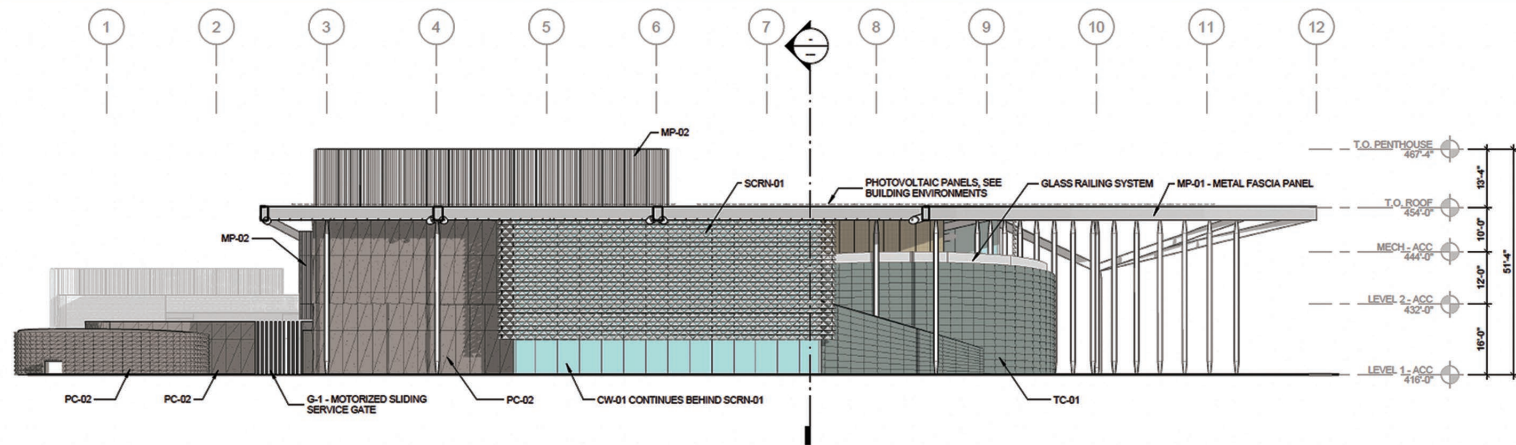 1 2 3 4 5 6 7 8 9 10 11 12
MP-02
SCRN-01
PHOTOVOLTAIC PANELS, SEE
BUILDING ENVIRONMENTS
GLASS RAILING SYSTEM
MP-01 - METAL FASCIA PANEL
MP-02
T.O. PENTHOUSE
467'-4"
13'-4"
T.O. ROOF
454'-0"
10'-0"
MECH - ACC
444'-0"
51'-4"
12'-0"
LEVEL 2 - ACC
432'-0"
16'-0"
LEVEL 1 - ACC
416'-0"
PC-02
PC-02
G-1 - MOTORIZED SLIDING
SERVICE GATE
PC-02
CW-01 CONTINUES BEHIND SCRN-01
TC-01